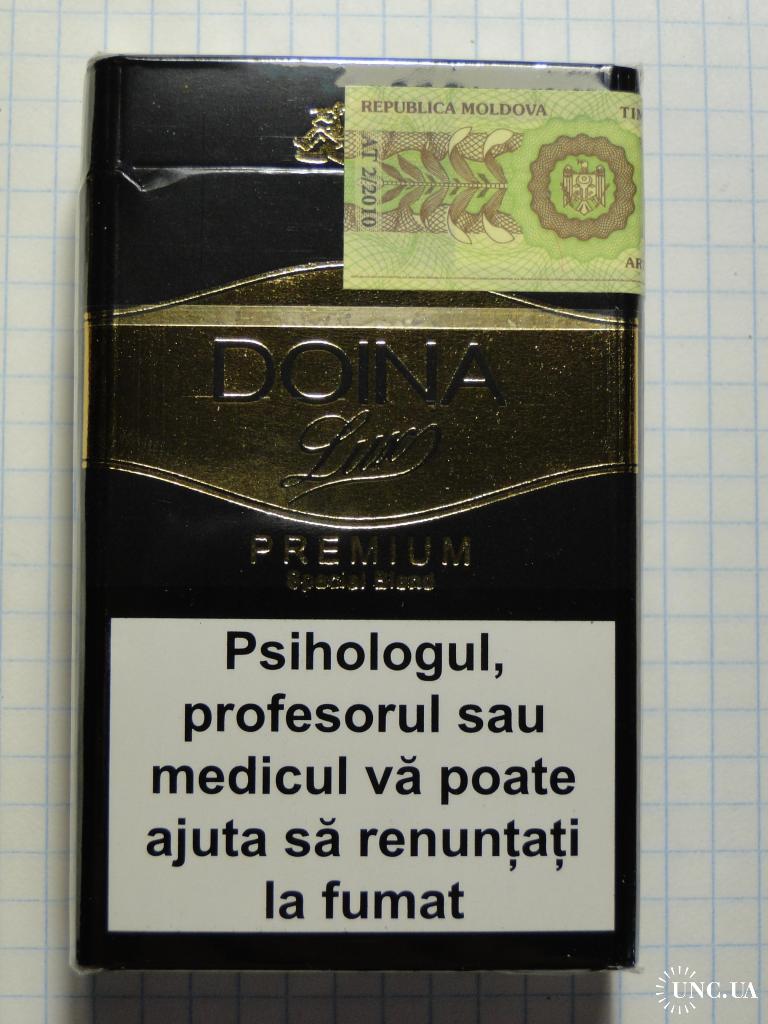 REPUBLICA MOLDOVA
AT 2/2010
DOINA
Lux
PREMIUM
Special Blend
Psihologul,
profesorul sau
medicul vă poate
ajuta să renunțați
la fumat
UNC.UA